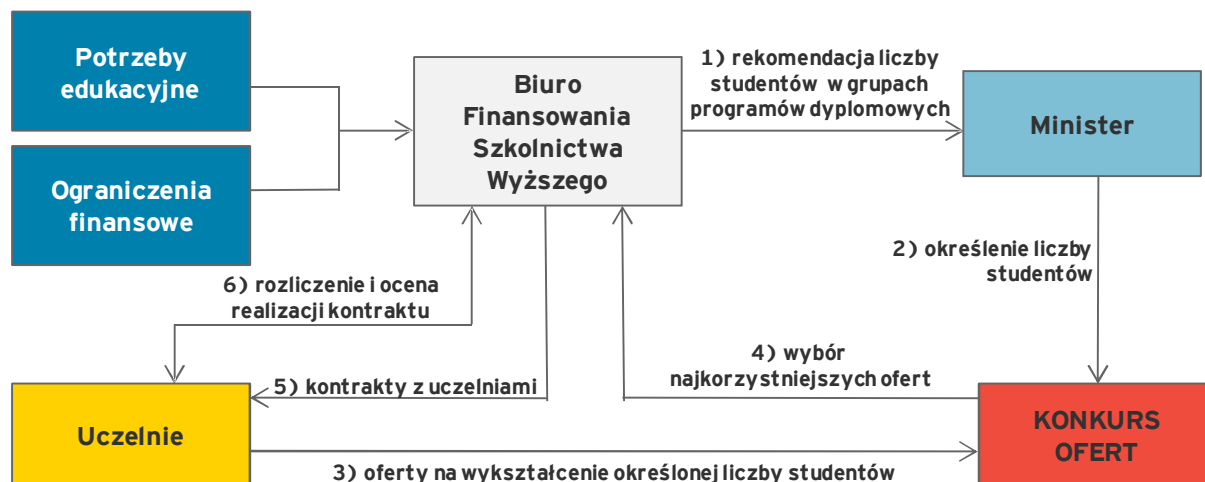 Potrzeby
edukacyjne
Ograniczenia
finansowe
Biuro
Finansowania
Szkolnictwa
Wyższego
1) rekomendacja liczby
studentów w grupach
programów dyplomowych
Minister
2) określenie liczby
studentów
6) rozliczenie i ocena
realizacji kontraktu
4) wybór
najkorzystniejszych ofert
5) kontrakty z uczelniami
Uczelnie
KONKURS
OFERT
3) oferty na wykształcenie określonej liczby studentów